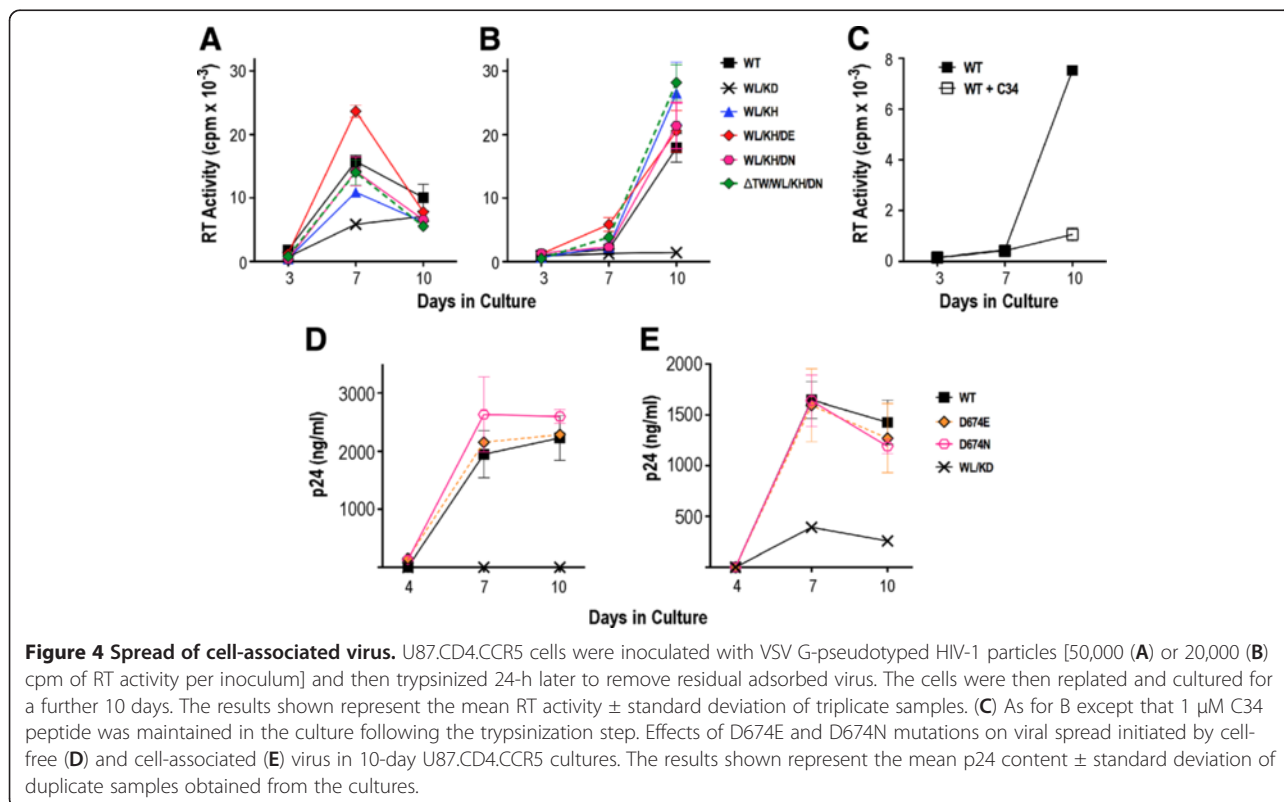 A
B
C
RT Activity (cpm x 10-3)
30
20
10
0
3
7
10
RT Activity (cpm x 10-3)
30
20
10
0
3
7
10
Days in Culture
WT
WL/KD
WL/KH
WL/KH/DE
WL/KH/DN
ΔTW/WL/KH/DN
RT Activity (cpm x 10-3)
8
6
4
2
0
WT
WT + C34
3
7
10
Days in Culture
D
E
p24 (ng/ml)
3000
2000
1000
4
7
10
p24 (ng/ml)
2000
1500
1000
500
4
7
10
WT
D674E
D674N
WL/KD
Days in Culture
Figure 4 Spread of cell-associated virus. U87.CD4.CCR5 cells were inoculated with VSV G-pseudotyped HIV-1 particles [50,000 (A) or 20,000 (B)
cpm of RT activity per inoculum] and then trypsinized 24-h later to remove residual adsorbed virus. The cells were then replated and cultured for
a further 10 days. The results shown represent the mean RT activity ± standard deviation of triplicate samples. (C) As for B except that 1 μM C34
peptide was maintained in the culture following the trypsinization step. Effects of D674E and D674N mutations on viral spread initiated by cell-
free (D) and cell-associated (E) virus in 10-day U87.CD4.CCR5 cultures. The results shown represent the mean p24 content ± standard deviation of
duplicate samples obtained from the cultures.